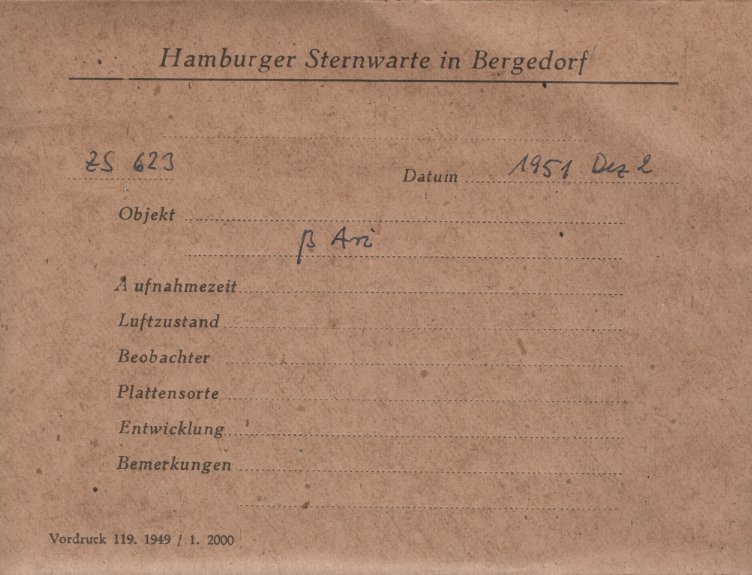 Hamburger Sternwarte in Bergedorf
ZS 623 Datum 1951 Dez 2
Objekt
β Ari
Aufnahmezeit
Luftzustand
Beobachter
Plattensorte
Entwicklung
Bemerkungen
Vordruck 119. 1949 / 1. 2000